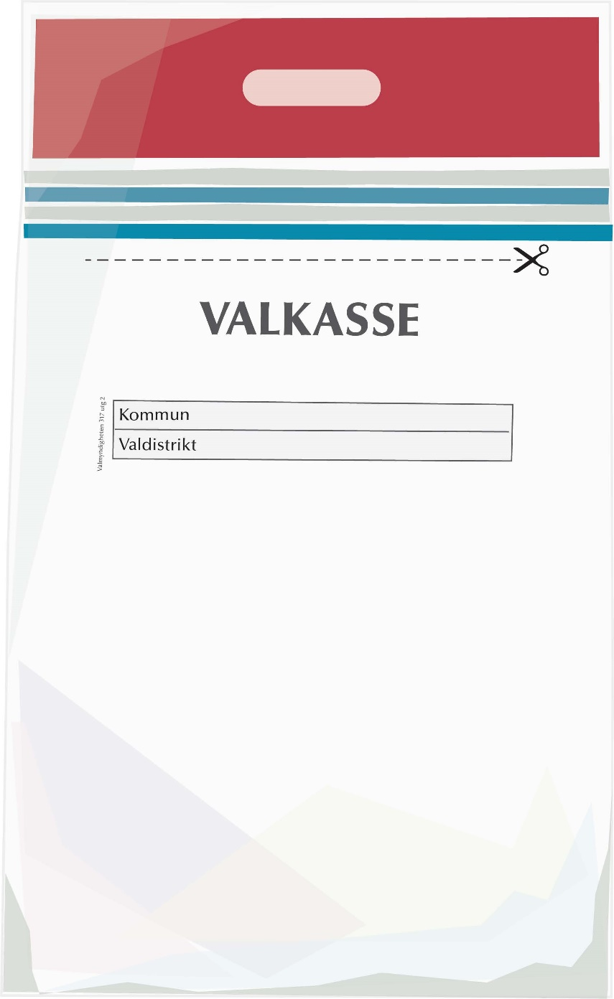 VALKASSE
Kommun
Valdistrikt
Valmyndigheten 317 utg 2